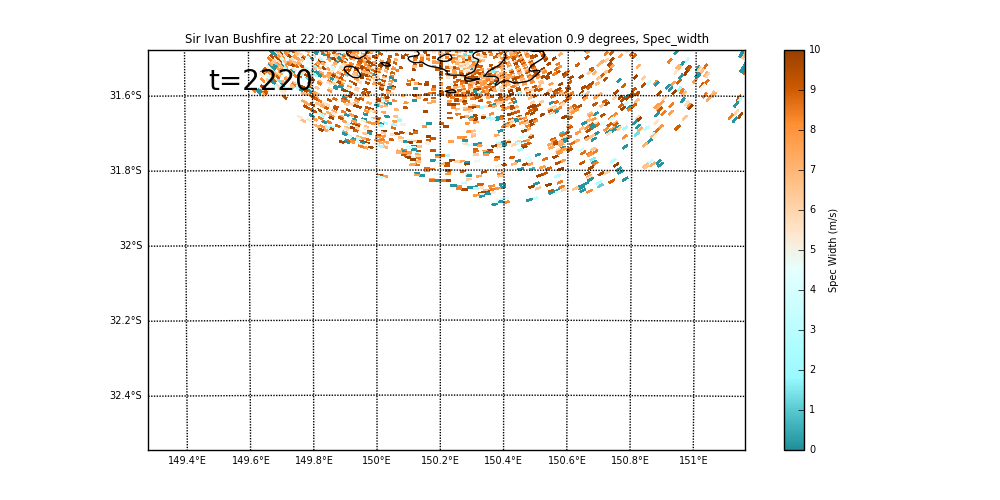 Sir Ivan Bushfire at 22:20 Local Time on 2017 02 12 at elevation 0.9 degrees, Spec_width
t=2220
31.6°S
31.8°S
32°S
32.2°S
32.4°S
149.4°E 149.6°E 149.8°E 150°E 150.2°E 150.4°E 150.6°E 150.8°E 151°E
10
9
8
7
6
5
4
3
2
1
0
Spec Width (m/s)